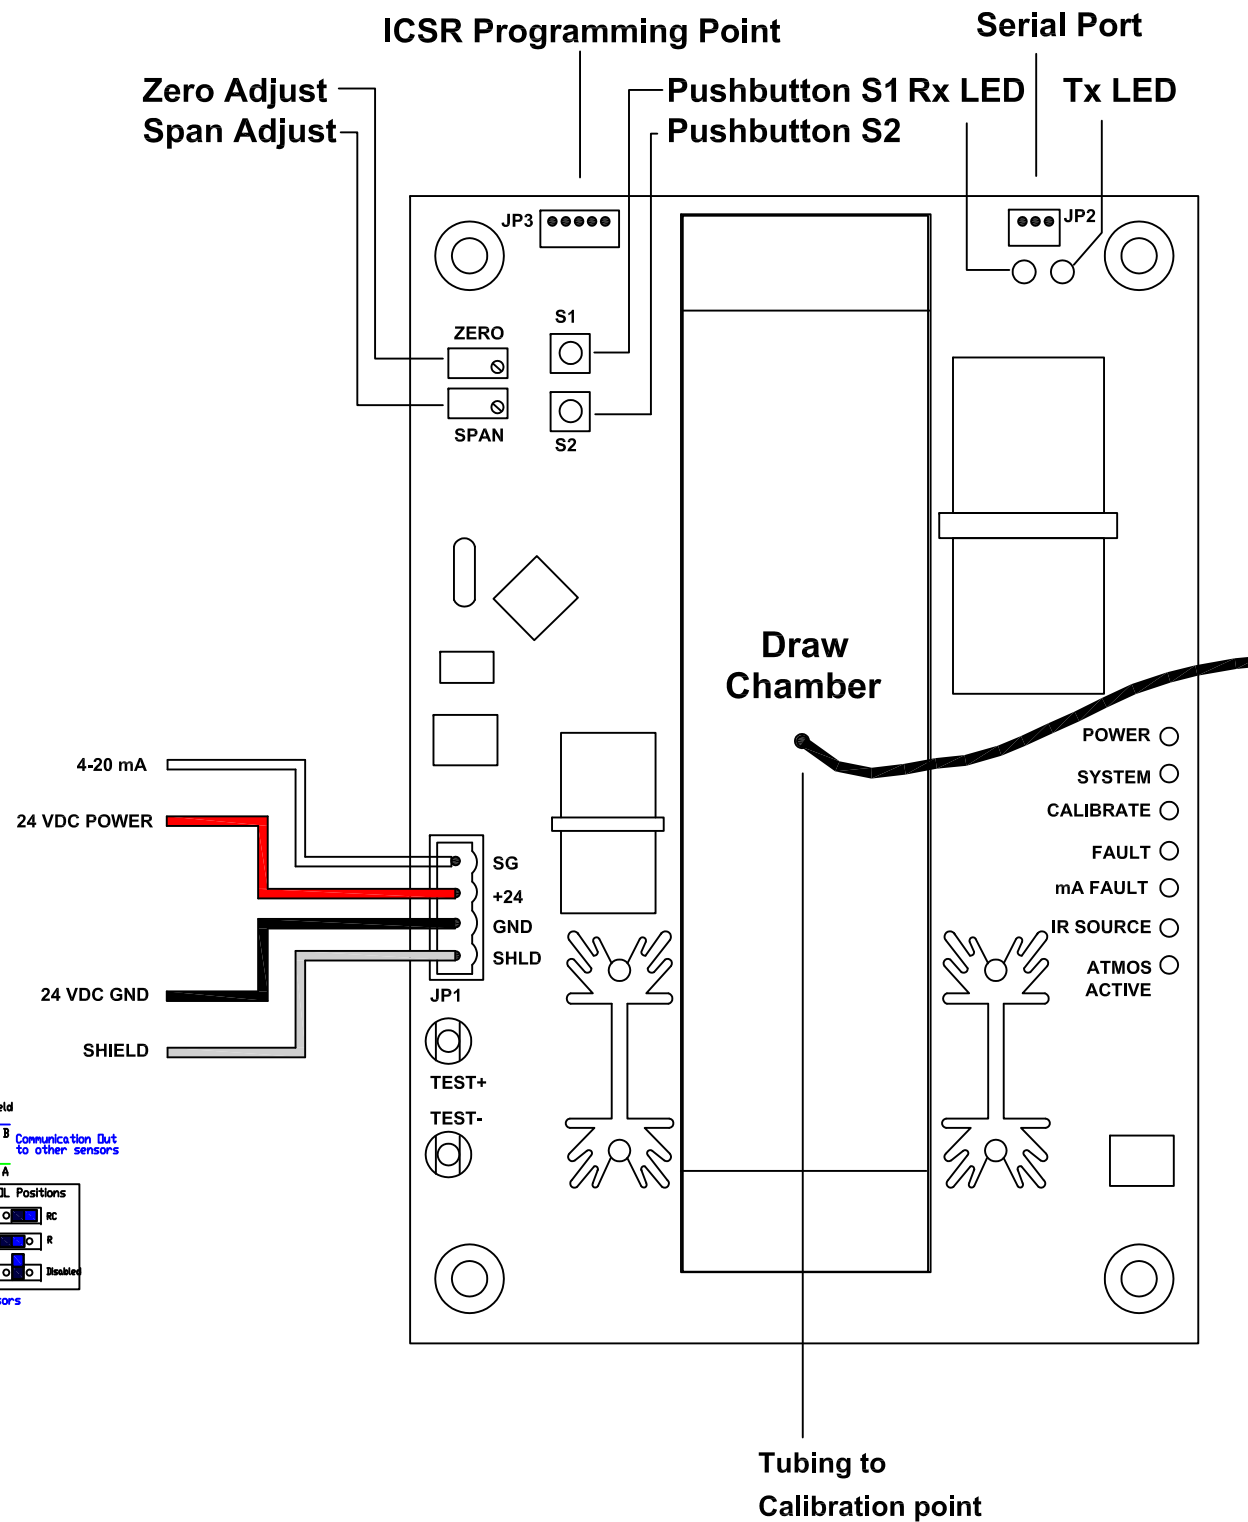 ICSR Programming Point
Serial Port
Zero Adjust
Span Adjust
Pushbutton S1
Pushbutton S2
Rx LED
Tx LED
JP3
JP2
ZERO
SPAN
S1
S2
Draw
Chamber
4-20 mA
24 VDC POWER
24 VDC GND
SHIELD
SG
+24
GND
SHLD
JP1
TEST+
TEST-
POWER
SYSTEM
CALIBRATE
FAULT
mA FAULT
IR SOURCE
ATMOS
ACTIVE
B
Communication Out
to other sensors
A
Positions
RC
R
Disabled
Tubing to
Calibration point